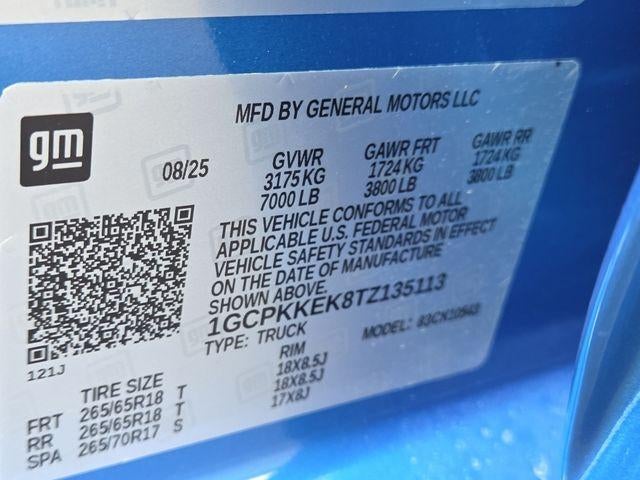 gm
MFD BY GENERAL MOTORS LLC
08/25
GVWR
3175 KG
7000 LB
GAWR FRT
1724 KG
3800 LB
GAWR RR
1724 KG
3800 LB
THIS VEHICLE CONFORMS TO ALL
APPLICABLE U.S. FEDERAL MOTOR
VEHICLE SAFETY STANDARDS IN EFFECT
ON THE DATE OF MANUFACTURE
SHOWN ABOVE.
1GCPKKEK8TZ135113
TYPE: TRUCK
MODEL:
121J
TIRE SIZE
RIM
FRT 265/65R18 T 18X8.5J
RR 265/65R18 T 18X8.5J
SPA 265/70R17 S 17X8J